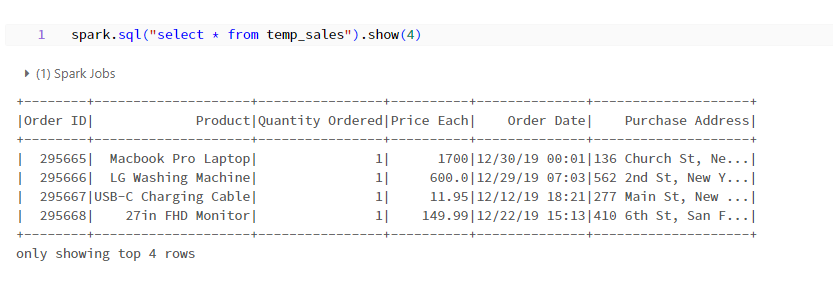 1 spark.sql("select * from temp_sales").show(4)
(1) Spark Jobs
+--------+--------------------+----------------+----------+--------------+--------------------+
|Order ID|             Product|Quantity Ordered|Price Each|    Order Date|    Purchase Address|
+--------+--------------------+----------------+----------+--------------+--------------------+
|  295665|  Macbook Pro Laptop|               1|      1700|12/30/19 00:01|136 Church St, Ne...|
|  295666|  LG Washing Machine|               1|     600.0|12/29/19 07:03|562 2nd St, New Y...|
|  295667|USB-C Charging Cable|               1|     11.95|12/12/19 18:21|277 Main St, New ...|
|  295668|    27in FHD Monitor|               1|    149.99|12/22/19 15:13|410 6th St, San F...|
+--------+--------------------+----------------+----------+--------------+--------------------+
only showing top 4 rows